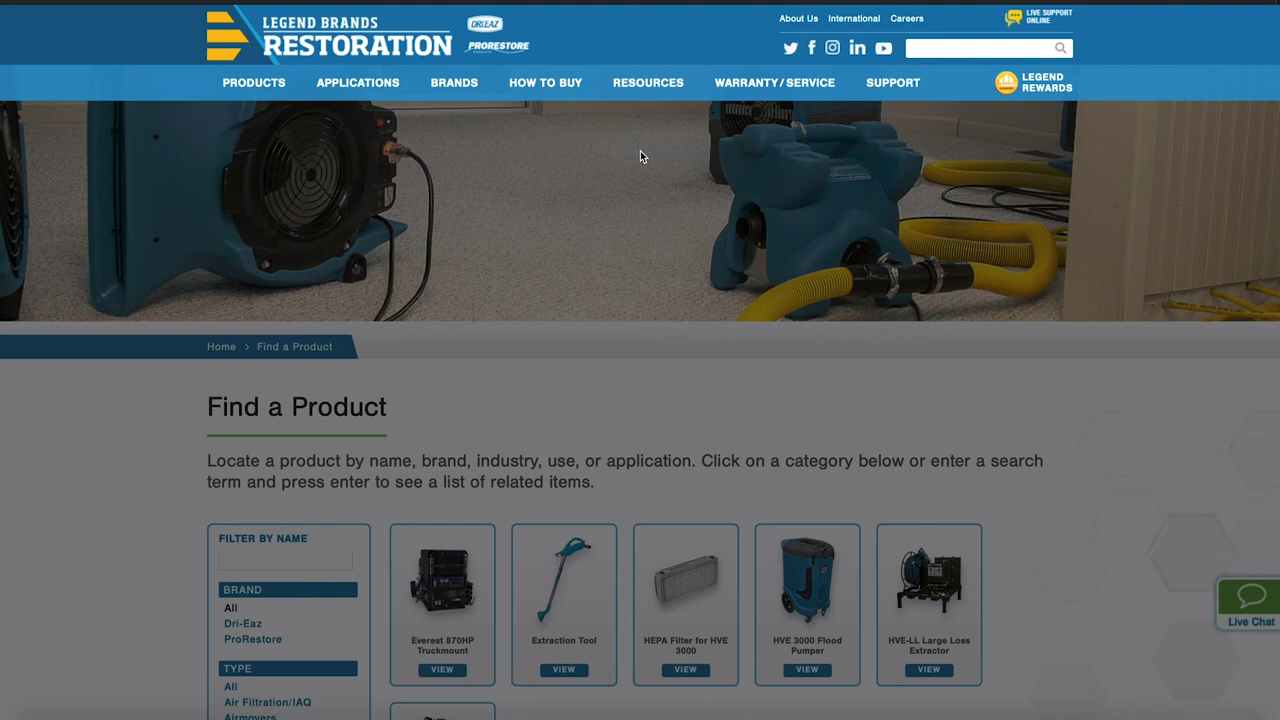 LEGEND BRANDS
RESTORATION
DRI-EAZ
PRORESTORE
About Us International Careers
LIVE SUPPORT
ONLINE
PRODUCTS APPLICATIONS BRANDS HOW TO BUY RESOURCES WARRANTY/SERVICE SUPPORT
LEGEND
REWARDS
Home > Find a Product
Find a Product
Locate a product by name, brand, industry, use, or application. Click on a category below or enter a search
term and press enter to see a list of related items.
FILTER BY NAME
BRAND
All
Dri-Eaz
ProRestore
TYPE
All
Air Filtration/IAQ
Airmovers
Everest 870HP
Truckmount
VIEW
Extraction Tool
VIEW
HEPA Filter for HVE
3000
VIEW
HVE 3000 Flood
Pumper
VIEW
HVE-LL Large Loss
Extractor
VIEW
Live Chat